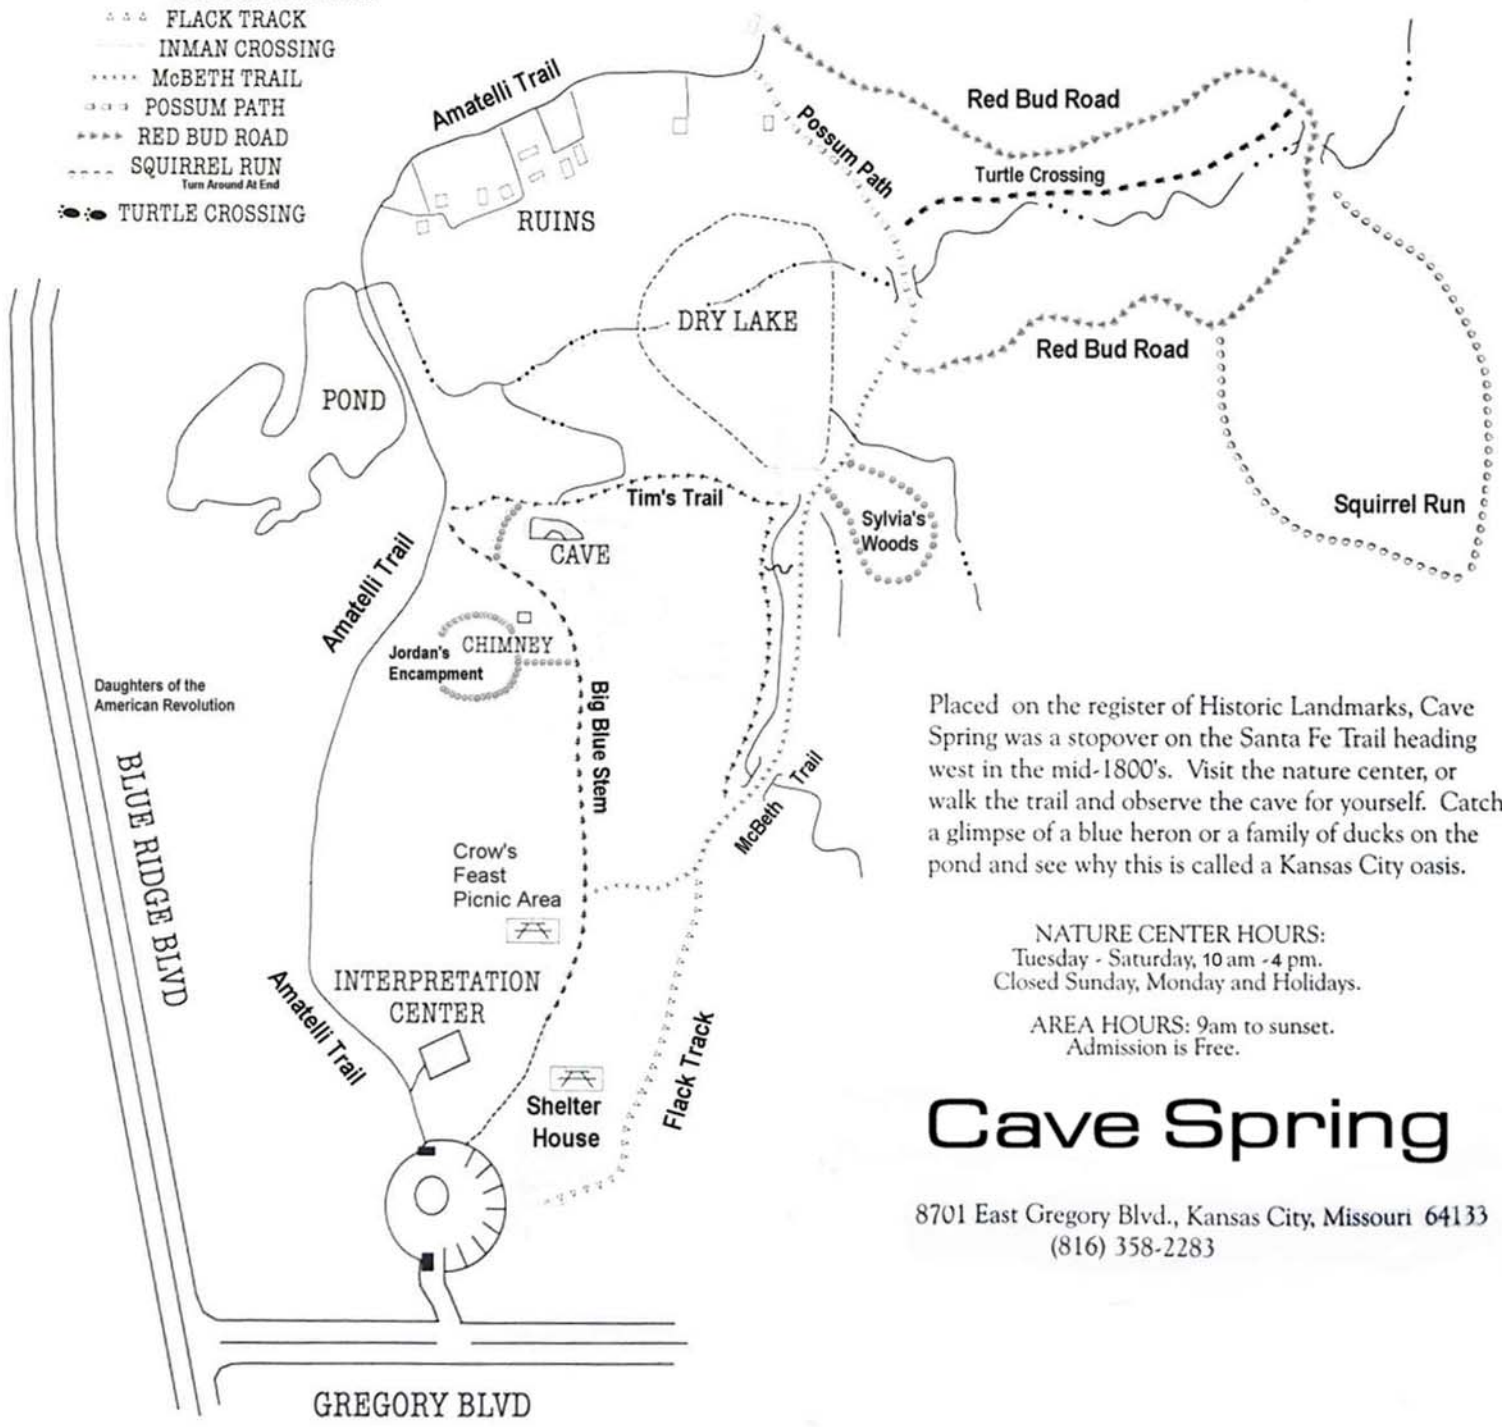 FLACK TRACK
INMAN CROSSING
McBETH TRAIL
POSSUM PATH
RED BUD ROAD
SQUIRREL RUN
Turn Around At End
TURTLE CROSSING
Amatelli Trail
Red Bud Road
Possum Path
Turtle Crossing
RUINS
DRY LAKE
Red Bud Road
POND
Tim's Trail
Squirrel Run
Sylvia's
Woods
CAVE
Amatelli Trail
CHIMNEY
Jordan's
Encampment
Daughters of the
American Revolution
Big Blue Stem
BLUE RIDGE BLVD
McBeth Trail
Crow's
Feast
Picnic Area
INTERPRETATION
CENTER
Amatelli Trail
Flack Track
Shelter
House
GREGORY BLVD
Placed on the register of Historic Landmarks, Cave
Spring was a stopover on the Santa Fe Trail heading
west in the mid-1800's. Visit the nature center, or
walk the trail and observe the cave for yourself. Catch
a glimpse of a blue heron or a family of ducks on the
pond and see why this is called a Kansas City oasis.
NATURE CENTER HOURS:
Tuesday - Saturday, 10 am -4 pm.
Closed Sunday, Monday and Holidays.
AREA HOURS: 9am to sunset.
Admission is Free.
Cave Spring
8701 East Gregory Blvd., Kansas City, Missouri 64133
(816) 358-2283